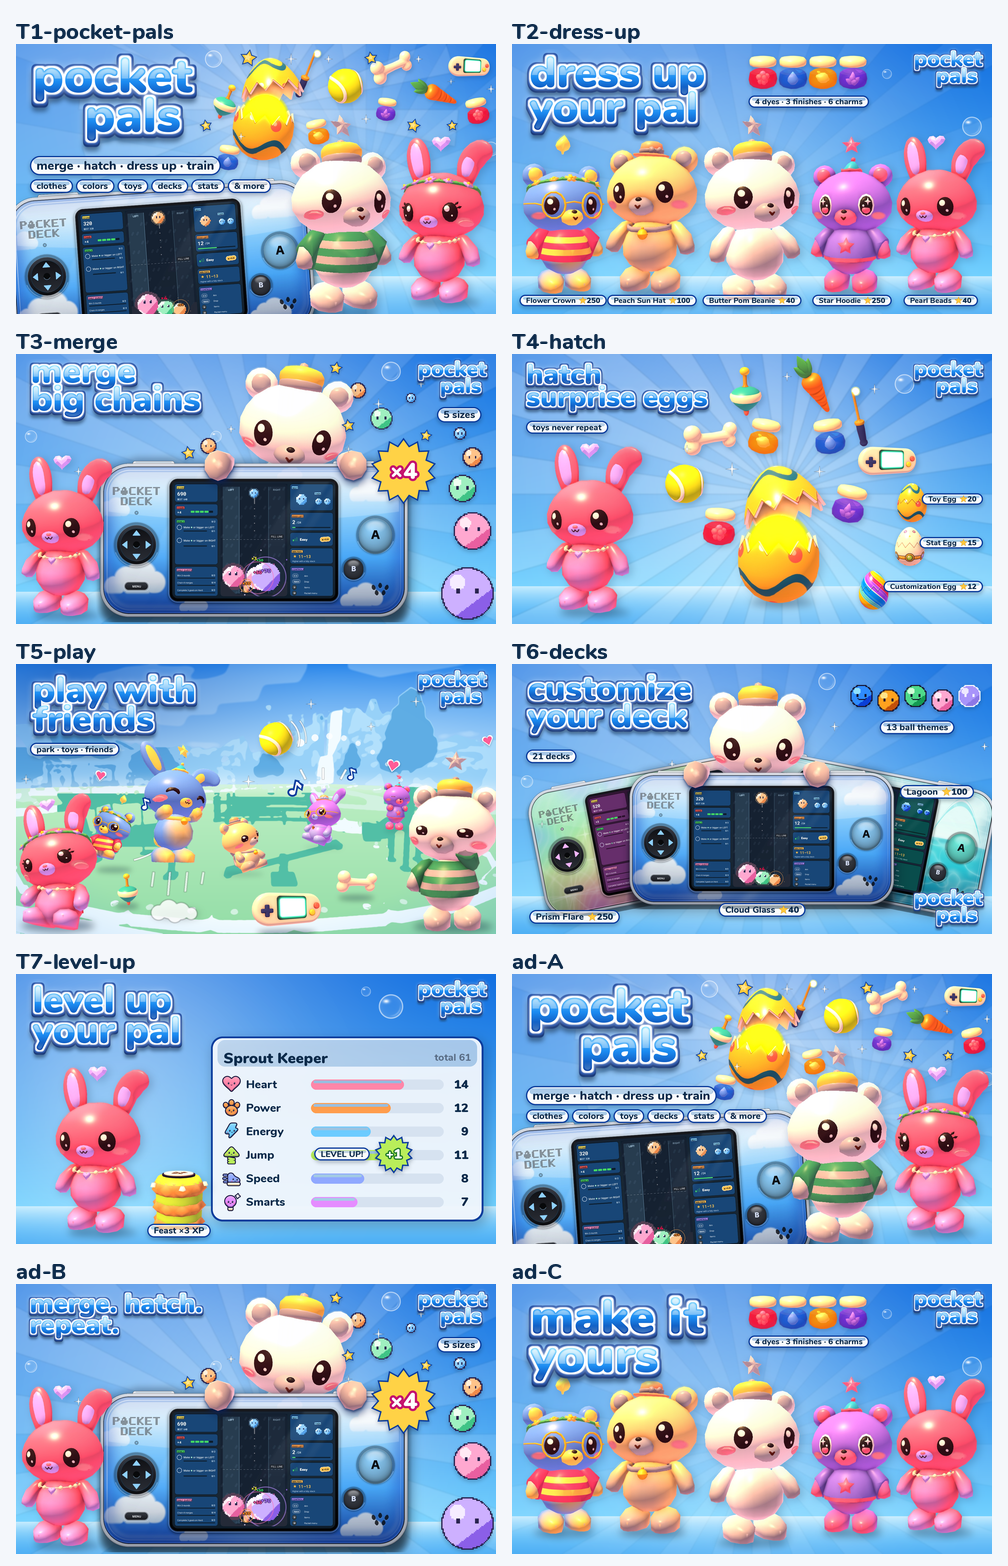 T1-pocket-pals
pocket
pals
merge · hatch · dress up · train
clothes
colors
toys
decks
stats
& more
POCKET
DECK
A
B
T2-dress-up
dress up
your pal
pocket
pals
4 dyes · 3 finishes · 6 charms
Flower Crown 250
Peach Sun Hat 100
Butter Pom Beanie 40
Star Hoodie 250
Pearl Beads 40
T3-merge
merge
big chains
pocket
pals
5 sizes
×4
POCKET
DECK
A
B
MENU
T4-hatch
hatch
surprise eggs
toys never repeat
pocket
pals
Toy Egg 20
Stat Egg 15
Customization Egg 12
T5-play
play with
friends
park · toys · friends
pocket
pals
T6-decks
customize
your deck
21 decks
13 ball themes
POCKET
DECK
POCKET
DECK
A
B
A
B
MENU
Lagoon 100
Prism Flare 250
Cloud Glass 40
pocket
pals
T7-level-up
level up
your pal
pocket
pals
Sprout Keeper
total 61
Heart 14
Power 12
Energy 9
Jump LEVEL UP! +1 11
Speed 8
Smarts 7
Feast ×3 XP
ad-A
pocket
pals
merge · hatch · dress up · train
clothes
colors
toys
decks
stats
& more
POCKET
DECK
A
B
ad-B
merge. hatch.
repeat.
pocket
pals
5 sizes
×4
POCKET
DECK
A
B
MENU
ad-C
make it
yours
pocket
pals
4 dyes · 3 finishes · 6 charms